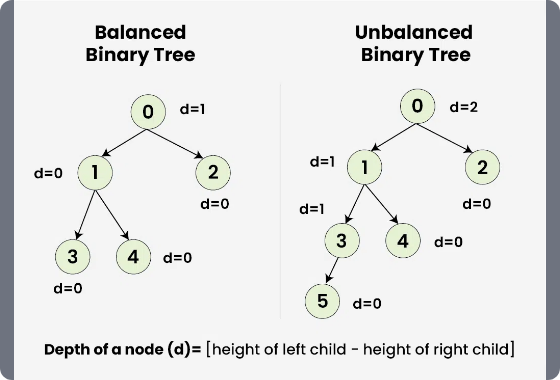 Balanced
Binary Tree
0
d=1
d=0
1
2
d=0
3
4
d=0
d=0
Unbalanced
Binary Tree
0
d=2
d=1
1
2
d=0
d=1
3
4
d=0
5
d=0
Depth of a node (d)= [height of left child - height of right child]